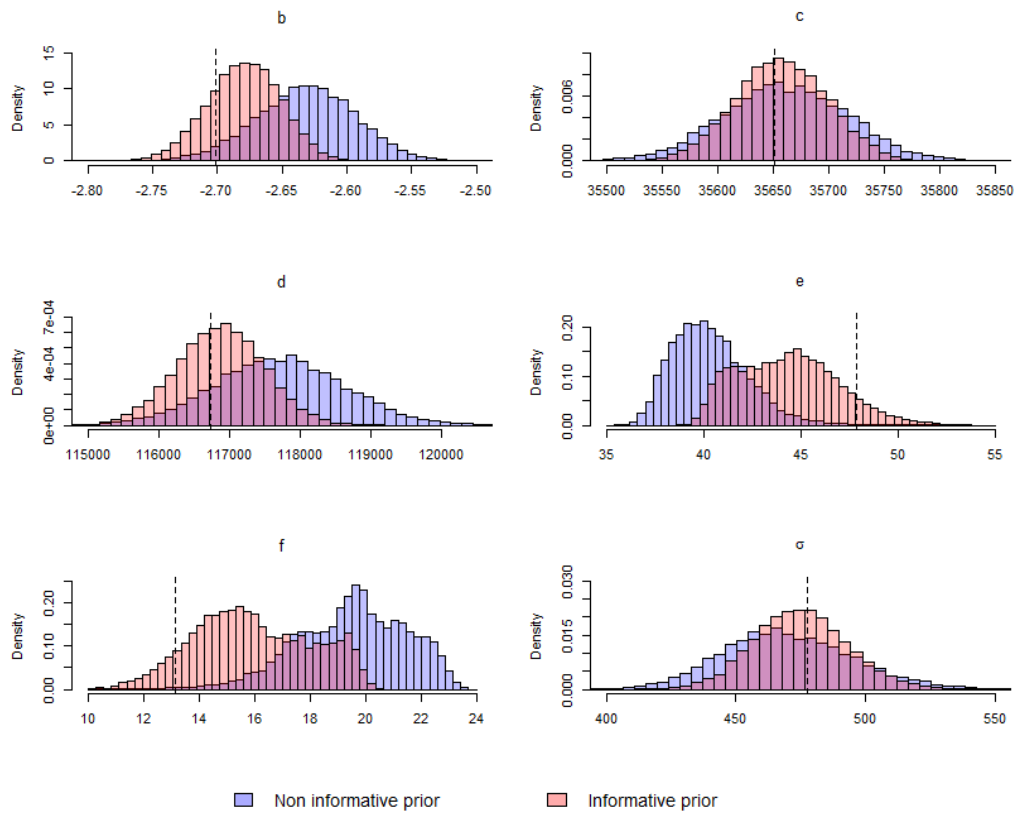 b
Density
0 5 10 15
-2.80 -2.75 -2.70 -2.65 -2.60 -2.55 -2.50
c
Density
0.000 0.006
35500 35550 35600 35650 35700 35750 35800 35850
d
Density
0e+00 4e-04 7e-04
115000 116000 117000 118000 119000 120000
e
Density
0.00 0.10 0.20
35 40 45 50 55
f
Density
0.00 0.10 0.20
10 12 14 16 18 20 22 24
σ
Density
0.000 0.015 0.030
400 450 500 550
Non informative prior
Informative prior